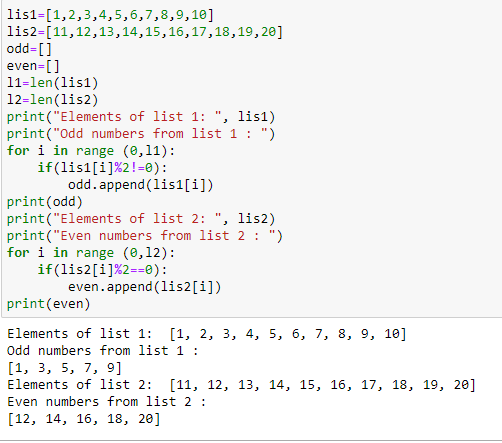 lis1=[1,2,3,4,5,6,7,8,9,10]
lis2=[11,12,13,14,15,16,17,18,19,20]
odd=[]
even=[]
l1=len(lis1)
l2=len(lis2)
print("Elements of list 1: ", lis1)
print("Odd numbers from list 1 : ")
for i in range (0,l1):
    if(lis1[i]%2!=0):
        odd.append(lis1[i])
print(odd)
print("Elements of list 2: ", lis2)
print("Even numbers from list 2 : ")
for i in range (0,l2):
    if(lis2[i]%2==0):
        even.append(lis2[i])
print(even)
Elements of list 1:  [1, 2, 3, 4, 5, 6, 7, 8, 9, 10]
Odd numbers from list 1 :
[1, 3, 5, 7, 9]
Elements of list 2:  [11, 12, 13, 14, 15, 16, 17, 18, 19, 20]
Even numbers from list 2 :
[12, 14, 16, 18, 20]